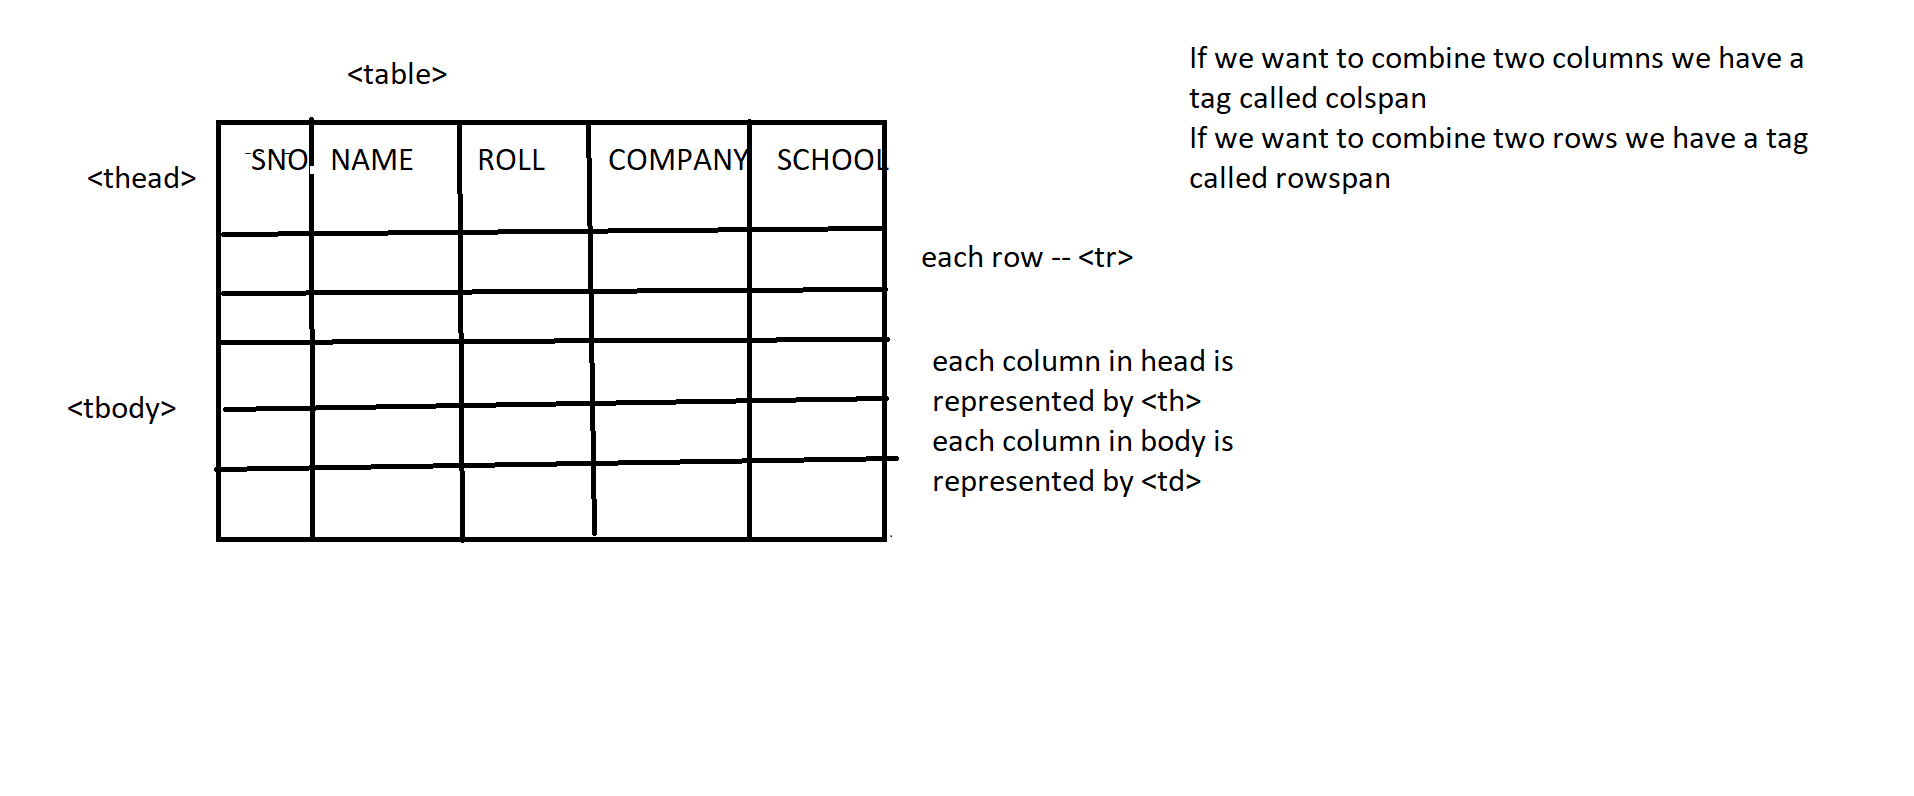 <table>
If we want to combine two columns we have a
tag called colspan
If we want to combine two rows we have a tag
called rowspan
<thead>
SNO NAME ROLL COMPANY SCHOOL
each row -- <tr>
each column in head is
represented by <th>
each column in body is
represented by <td>
<tbody>